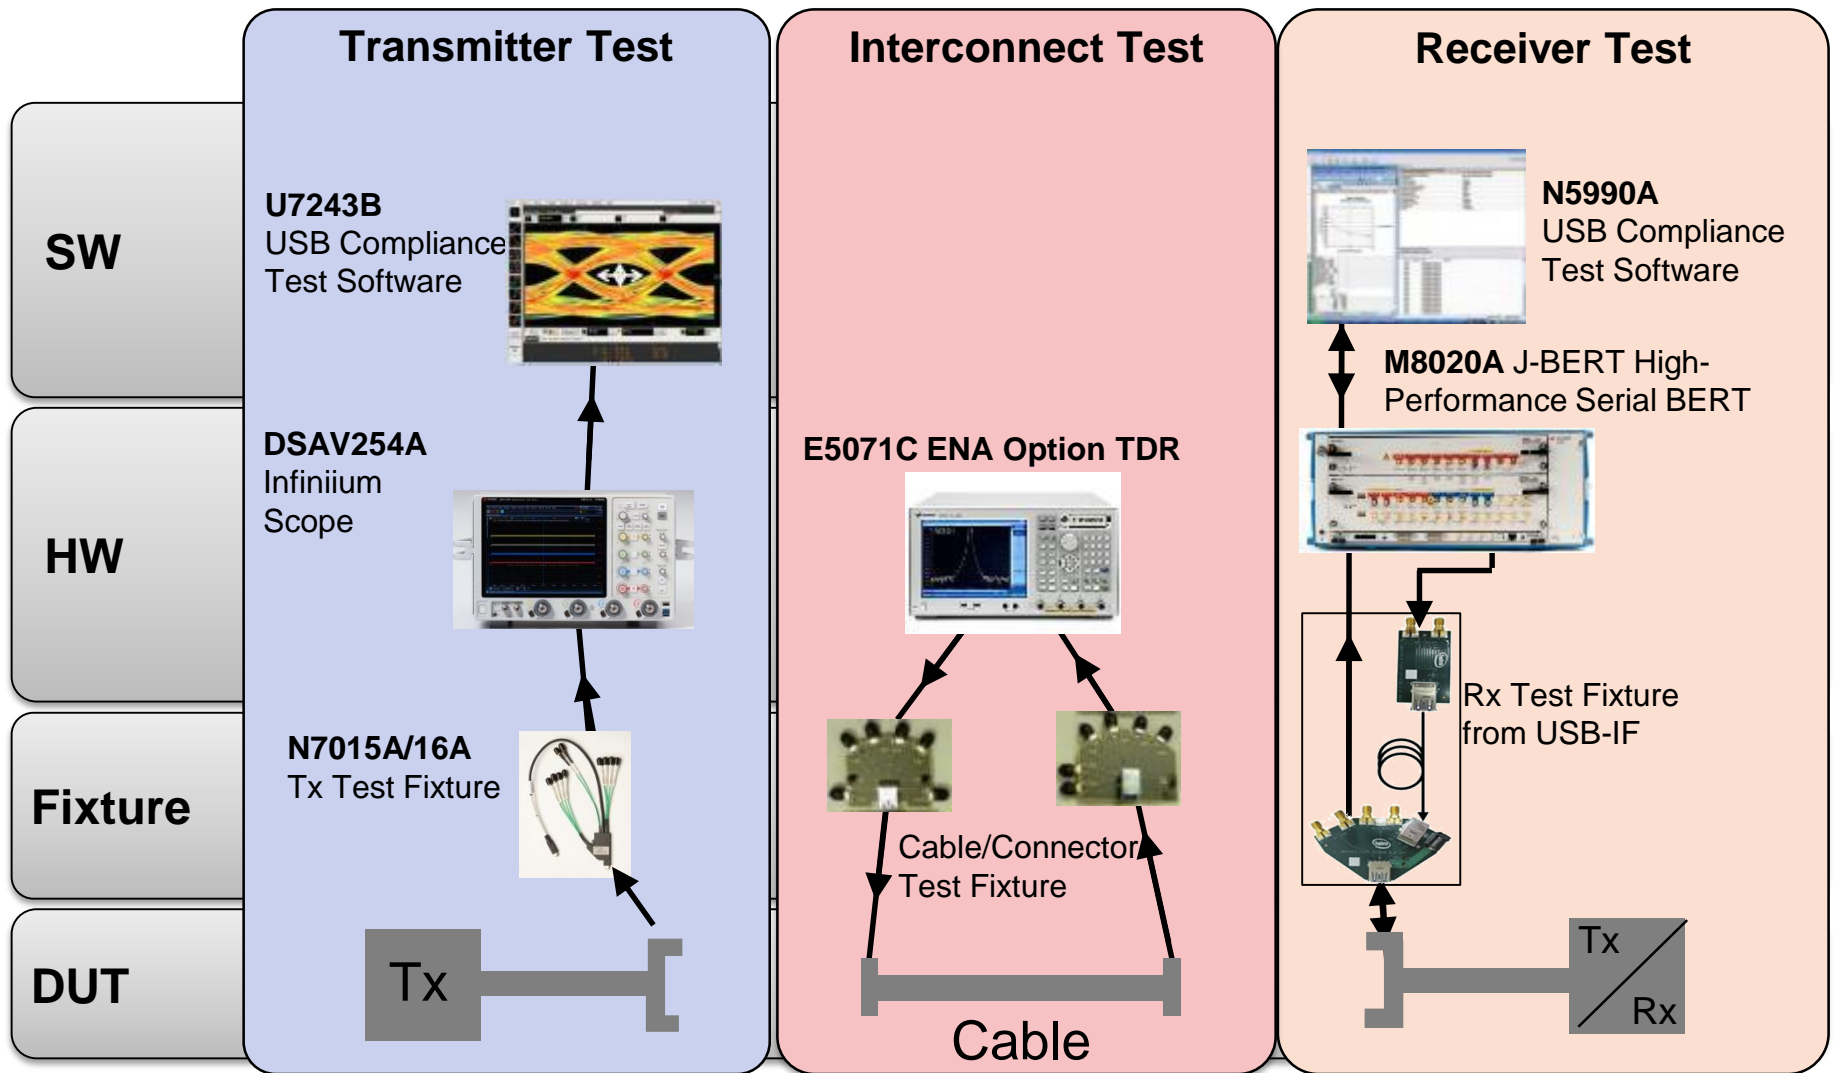 Transmitter Test
Interconnect Test
Receiver Test
SW
HW
Fixture
DUT
U7243B
USB Compliance
Test Software
DSAV254A
Infiniium
Scope
N7015A/16A
Tx Test Fixture
Tx
E5071C ENA Option TDR
Cable/Connector
Test Fixture
Cable
N5990A
USB Compliance
Test Software
M8020A J-BERT High-
Performance Serial BERT
Rx Test Fixture
from USB-IF
Tx
Rx